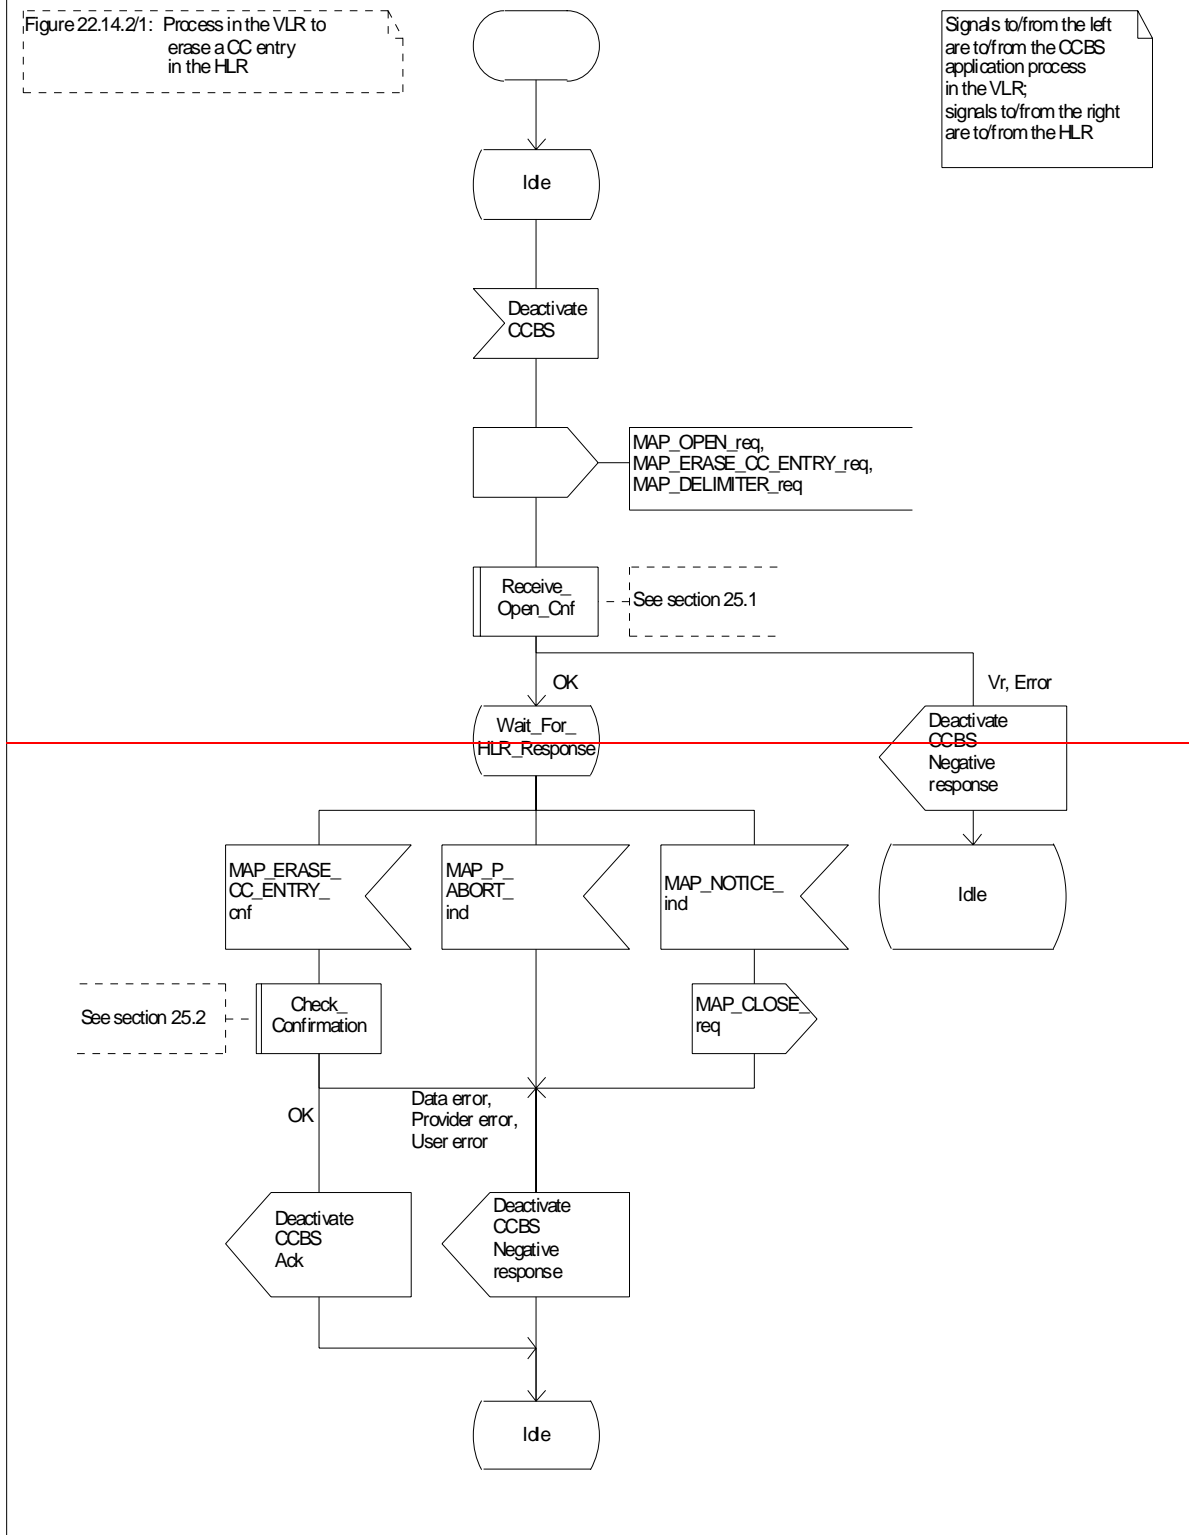 Figure 22.14.2/1: Process in the VLR to
erase a CC entry
in the HLR
Signals to/from the left
are to/from the CCBS
application process
in the VLR;
signals to/from the right
are to/from the HLR
Idle
Deactivate
CCBS
MAP_OPEN_req,
MAP_ERASE_CC_ENTRY_req,
MAP_DELIMITER_req
Receive_
Open_Cnf
See section 25.1
OK
Vr, Error
Wait_For_
HLR_Response
Deactivate
CCBS
Negative
response
MAP_ERASE_
CC_ENTRY_
cnf
MAP_P_
ABORT_
ind
MAP_NOTICE_
ind
Idle
See section 25.2
Check_
Confirmation
MAP_CLOSE_
req
OK
Data error,
Provider error,
User error
Deactivate
CCBS
Ack
Deactivate
CCBS
Negative
response
Idle